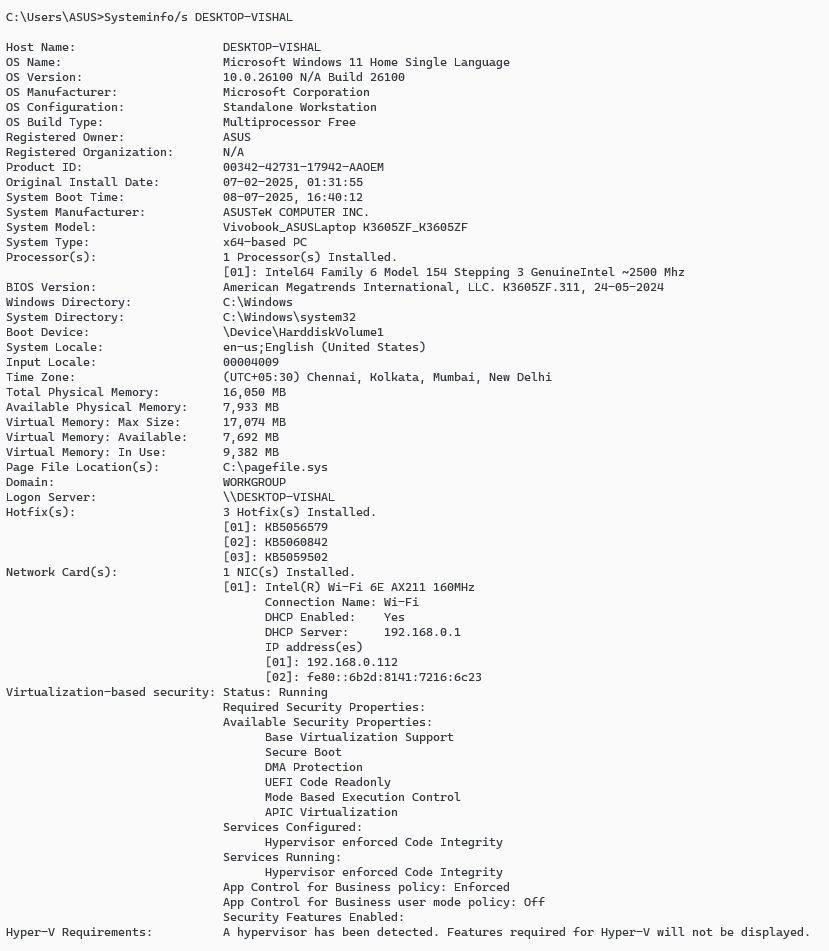 C:\Users\ASUS>Systeminfo/s DESKTOP-VISHAL
Host Name: DESKTOP-VISHAL
OS Name: Microsoft Windows 11 Home Single Language
OS Version: 10.0.26100 N/A Build 26100
OS Manufacturer: Microsoft Corporation
OS Configuration: Standalone Workstation
OS Build Type: Multiprocessor Free
Registered Owner: ASUS
Registered Organization: N/A
Product ID: 00342-42731-17942-AAOEM
Original Install Date: 07-02-2025, 01:31:55
System Boot Time: 08-07-2025, 16:40:12
System Manufacturer: ASUSTeK COMPUTER INC.
System Model: Vivobook_ASUSLaptop K3605ZF_K3605ZF
System Type: x64-based PC
Processor(s): 1 Processor(s) Installed.
[01]: Intel64 Family 6 Model 154 Stepping 3 GenuineIntel ~2500 Mhz
BIOS Version: American Megatrends International, LLC. K3605ZF.311, 24-05-2024
Windows Directory: C:\Windows
System Directory: C:\Windows\system32
Boot Device: \Device\HarddiskVolume1
System Locale: en-us;English (United States)
Input Locale: 00004009
Time Zone: (UTC+05:30) Chennai, Kolkata, Mumbai, New Delhi
Total Physical Memory: 16,050 MB
Available Physical Memory: 7,933 MB
Virtual Memory: Max Size: 17,074 MB
Virtual Memory: Available: 7,692 MB
Virtual Memory: In Use: 9,382 MB
Page File Location(s): C:\pagefile.sys
Domain: WORKGROUP
Logon Server: \\DESKTOP-VISHAL
Hotfix(s): 3 Hotfix(s) Installed.
[01]: KB5056579
[02]: KB5060842
[03]: KB5059502
Network Card(s): 1 NIC(s) Installed.
[01]: Intel(R) Wi-Fi 6E AX211 160MHz
Connection Name: Wi-Fi
DHCP Enabled: Yes
DHCP Server: 192.168.0.1
IP address(es)
[01]: 192.168.0.112
[02]: fe80::6b2d:8141:7216:6c23
Virtualization-based security: Status: Running
Required Security Properties:
Available Security Properties:
Base Virtualization Support
Secure Boot
DMA Protection
UEFI Code Readonly
Mode Based Execution Control
APIC Virtualization
Services Configured:
Hypervisor enforced Code Integrity
Services Running:
Hypervisor enforced Code Integrity
App Control for Business policy: Enforced
App Control for Business user mode policy: Off
Security Features Enabled:
Hyper-V Requirements: A hypervisor has been detected. Features required for Hyper-V will not be displayed.